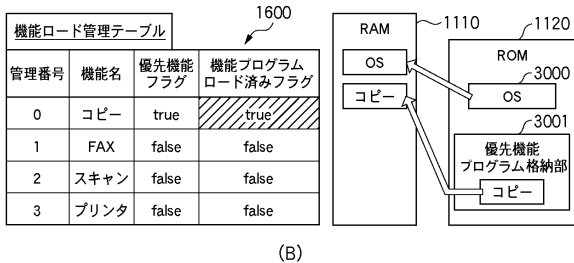 機能ロード管理テーブル
1600
管理番号 機能名 優先機能フラグ 機能プログラムロード済みフラグ
0 コピー true true
1 FAX false false
2 スキャン false false
3 プリンタ false false
1110
RAM
OS
コピー
1120
ROM
3000
OS
3001
優先機能
プログラム格納部
コピー
(B)